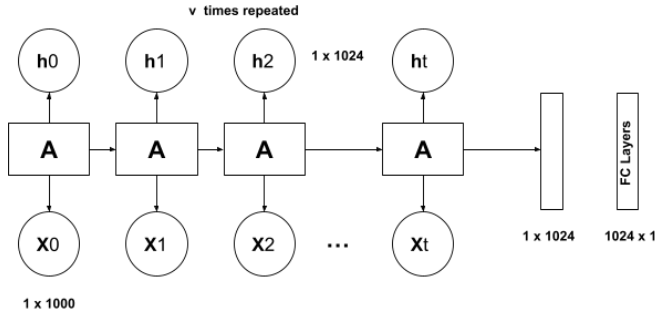 v times repeated
h0 h1 h2 1 x 1024 ht
A A A A
FC Layers
X0 X1 X2 ... Xt
1 x 1024 1024 x 1
1 x 1000